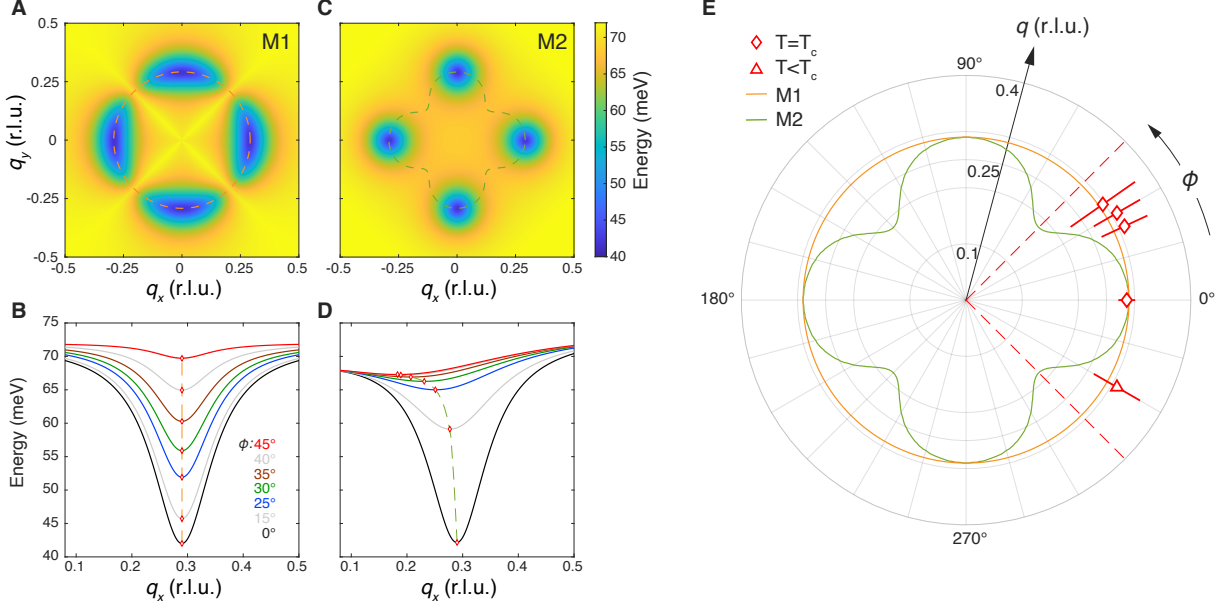 A
C
E
0.5
0.25
0
-0.25
-0.5
q_y (r.l.u.)
M1
-0.5
-0.25
0
0.25
0.5
q_x (r.l.u.)
M2
-0.5
-0.25
0
0.25
0.5
q_x (r.l.u.)
70
65
60
55
50
45
40
Energy (meV)
B
75
70
65
60
55
50
45
40
Energy (meV)
ϕ:45°
40°
35°
30°
25°
15°
0°
0.1
0.2
0.3
0.4
0.5
q_x (r.l.u.)
D
0.1
0.2
0.3
0.4
0.5
q_x (r.l.u.)
T=T_c
T<T_c
M1
M2
q (r.l.u.)
90°
0.4
0.25
0.1
ϕ
180°
0°
270°